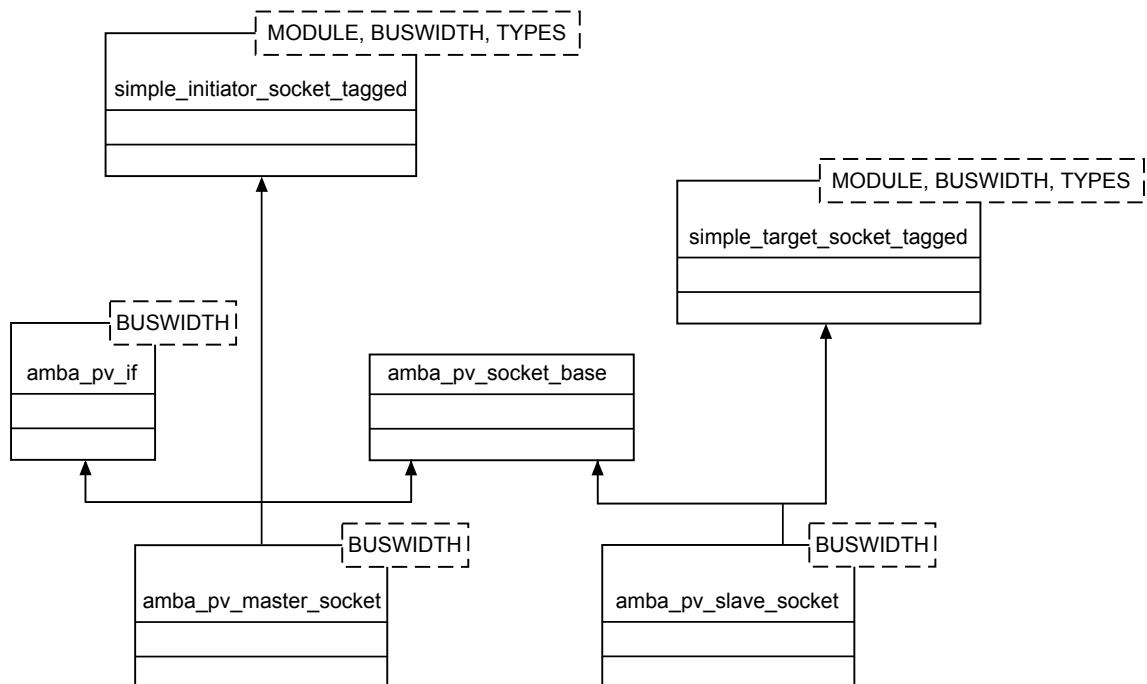 MODULE, BUSWIDTH, TYPES
simple_initiator_socket_tagged
MODULE, BUSWIDTH, TYPES
simple_target_socket_tagged
BUSWIDTH
amba_pv_if
amba_pv_socket_base
BUSWIDTH
amba_pv_master_socket
BUSWIDTH
amba_pv_slave_socket